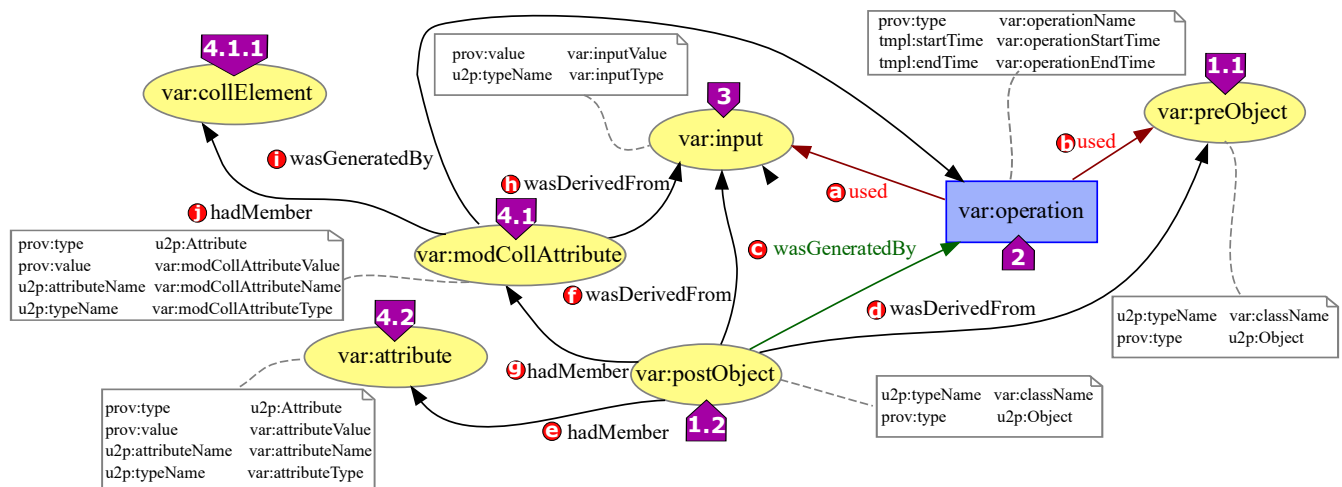 prov:type var:operationName
tmpl:startTime var:operationStartTime
tmpl:endTime var:operationEndTime
prov:value var:inputValue
u2p:typeName var:inputType
4.1.1
var:collElement
3
var:input
1.1
var:preObject
b used
i wasGeneratedBy
h wasDerivedFrom
a used
j hadMember
4.1
var:modCollAttribute
var:operation
2
c wasGeneratedBy
prov:type u2p:Attribute
prov:value var:modCollAttributeValue
u2p:attributeName var:modCollAttributeName
u2p:typeName var:modCollAttributeType
f wasDerivedFrom
d wasDerivedFrom
u2p:typeName var:className
prov:type u2p:Object
4.2
var:attribute
g hadMember
var:postObject
1.2
e hadMember
u2p:typeName var:className
prov:type u2p:Object
prov:type u2p:Attribute
prov:value var:attributeValue
u2p:attributeName var:attributeName
u2p:typeName var:attributeType